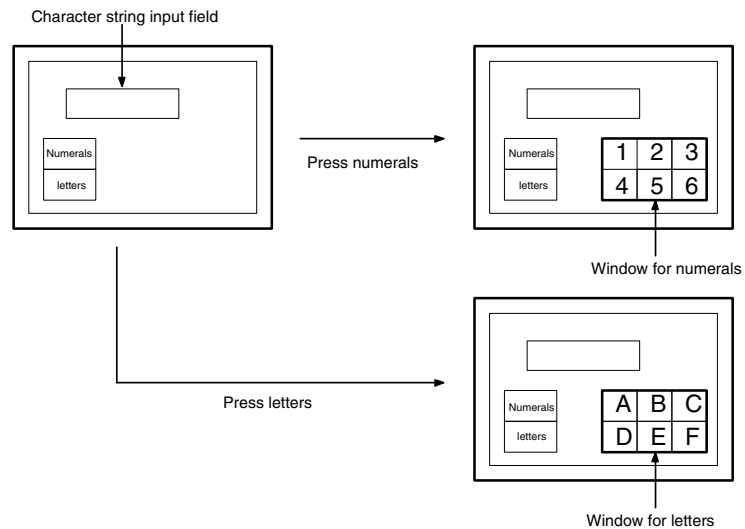 Character string input field
Numerals
letters
Press numerals
Numerals
letters
1 2 3
4 5 6
Window for numerals
Press letters
Numerals
letters
A B C
D E F
Window for letters